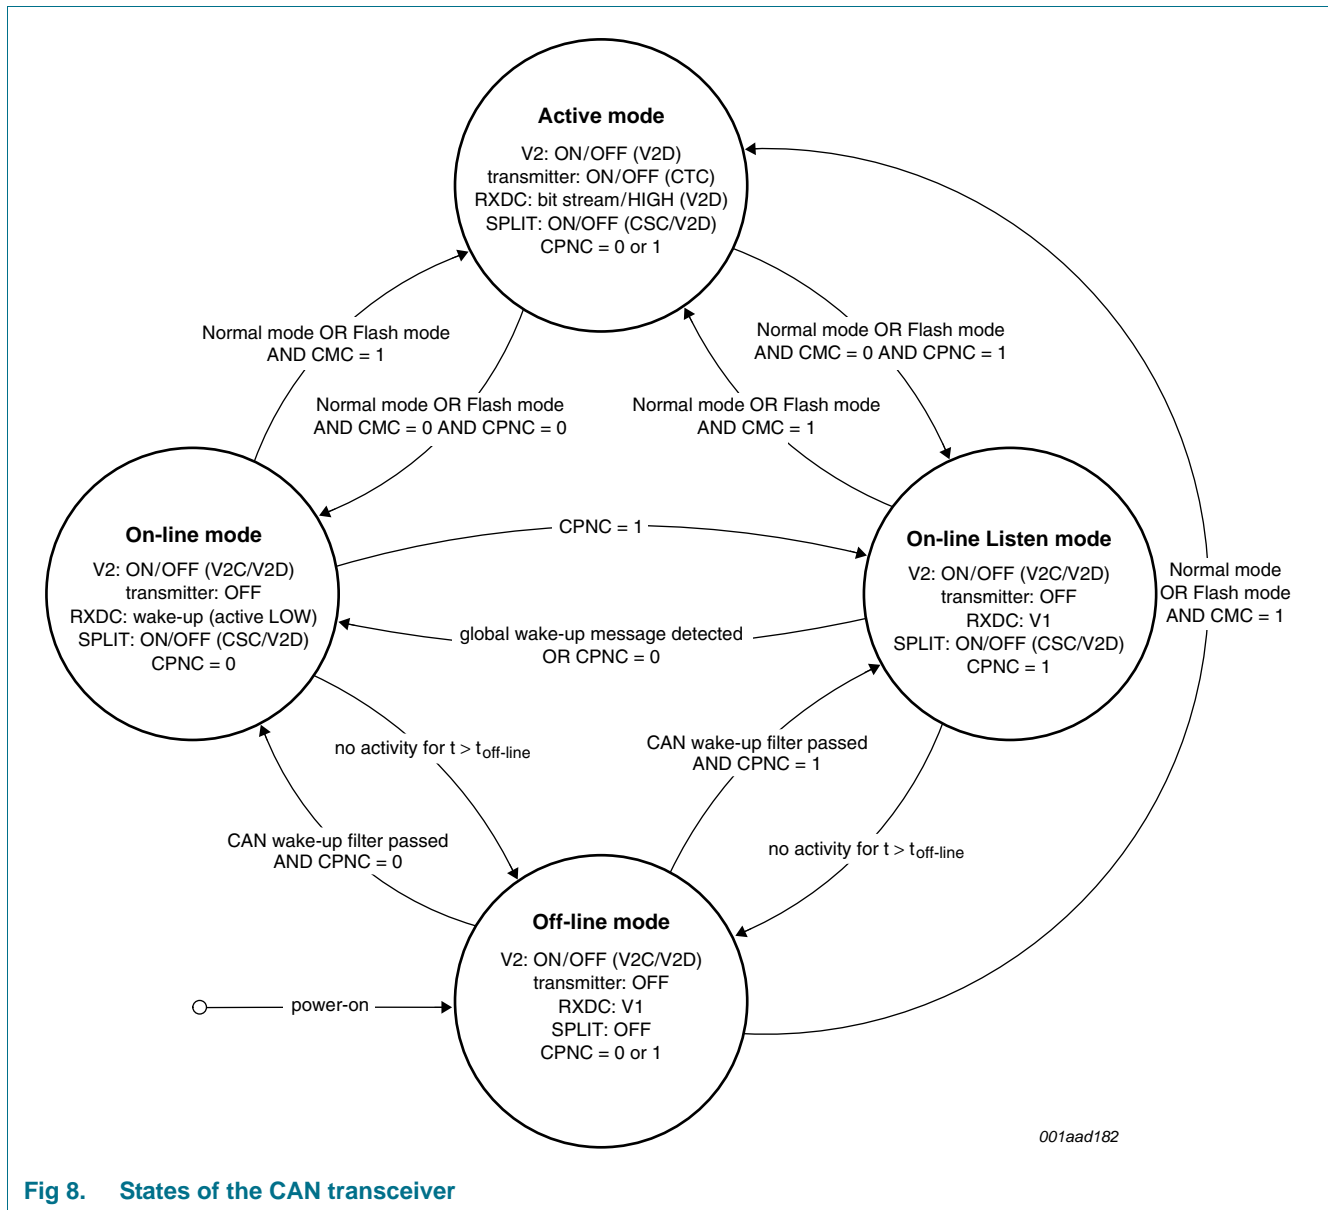 Active mode
V2: ON/OFF (V2D)
transmitter: ON/OFF (CTC)
RXDC: bit stream/HIGH (V2D)
SPLIT: ON/OFF (CSC/V2D)
CPNC = 0 or 1
Normal mode OR Flash mode
AND CMC = 1
Normal mode OR Flash mode
AND CMC = 0 AND CPNC = 1
Normal mode OR Flash mode
AND CMC = 0 AND CPNC = 0
Normal mode OR Flash mode
AND CMC = 1
On-line mode
V2: ON/OFF (V2C/V2D)
transmitter: OFF
RXDC: wake-up (active LOW)
SPLIT: ON/OFF (CSC/V2D)
CPNC = 0
CPNC = 1
global wake-up message detected
OR CPNC = 0
On-line Listen mode
V2: ON/OFF (V2C/V2D)
transmitter: OFF
RXDC: V1
SPLIT: ON/OFF (CSC/V2D)
CPNC = 1
Normal mode
OR Flash mode
AND CMC = 1
no activity for t > toff-line
CAN wake-up filter passed
AND CPNC = 1
CAN wake-up filter passed
AND CPNC = 0
no activity for t > toff-line
Off-line mode
V2: ON/OFF (V2C/V2D)
transmitter: OFF
RXDC: V1
SPLIT: OFF
CPNC = 0 or 1
power-on
001aad182
Fig 8. States of the CAN transceiver